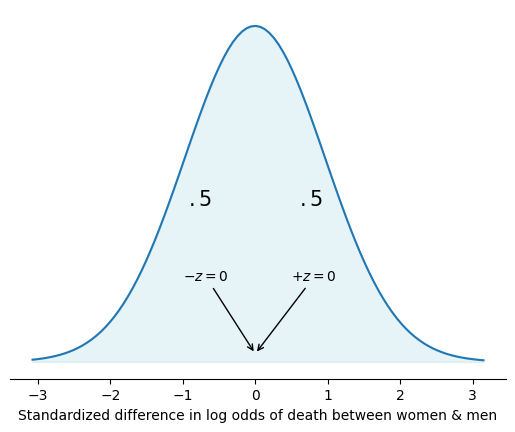 .5 .5
−z = 0 +z = 0
−3 −2 −1 0 1 2 3
Standardized difference in log odds of death between women & men